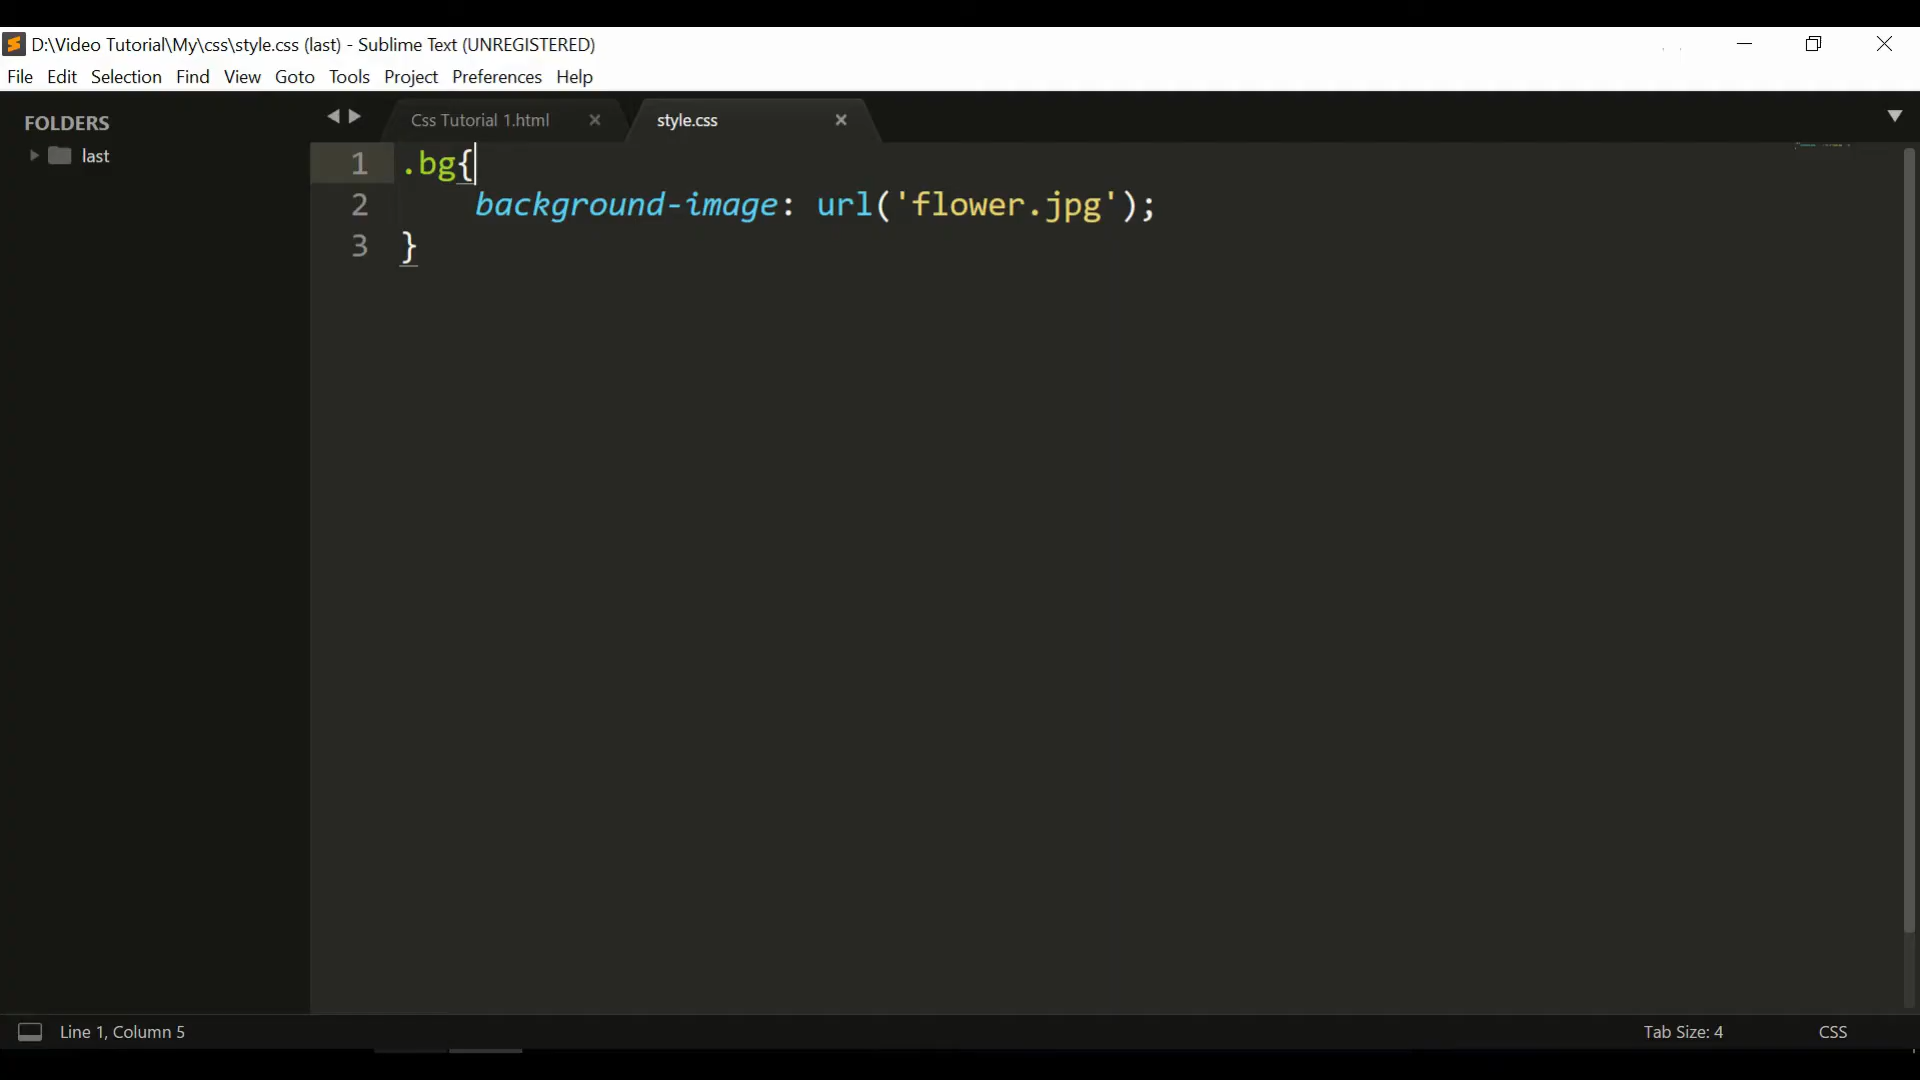 D:\Video Tutorial\My\css\style.css (last) - Sublime Text (UNREGISTERED)
File Edit Selection Find View Goto Tools Project Preferences Help
FOLDERS
last
Css Tutorial 1.html
style.css
1 .bg{
2 background-image: url('flower.jpg');
3 }
Line 1, Column 5
Tab Size: 4
CSS